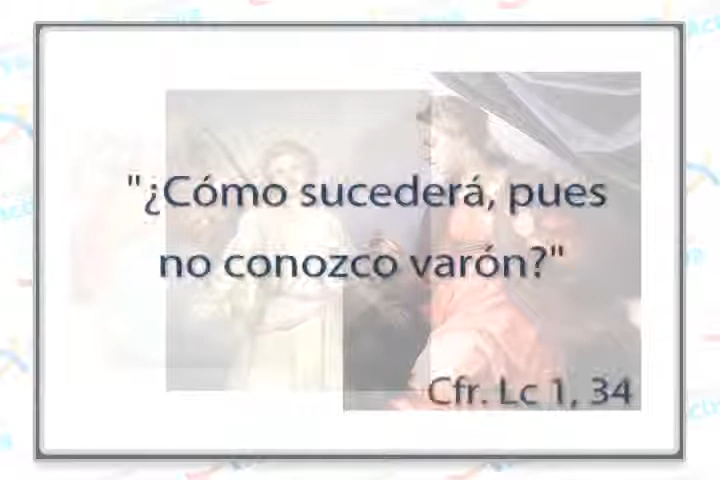 "¿Cómo sucederá, pues
no conozco varón?"
Cfr. Lc 1, 34